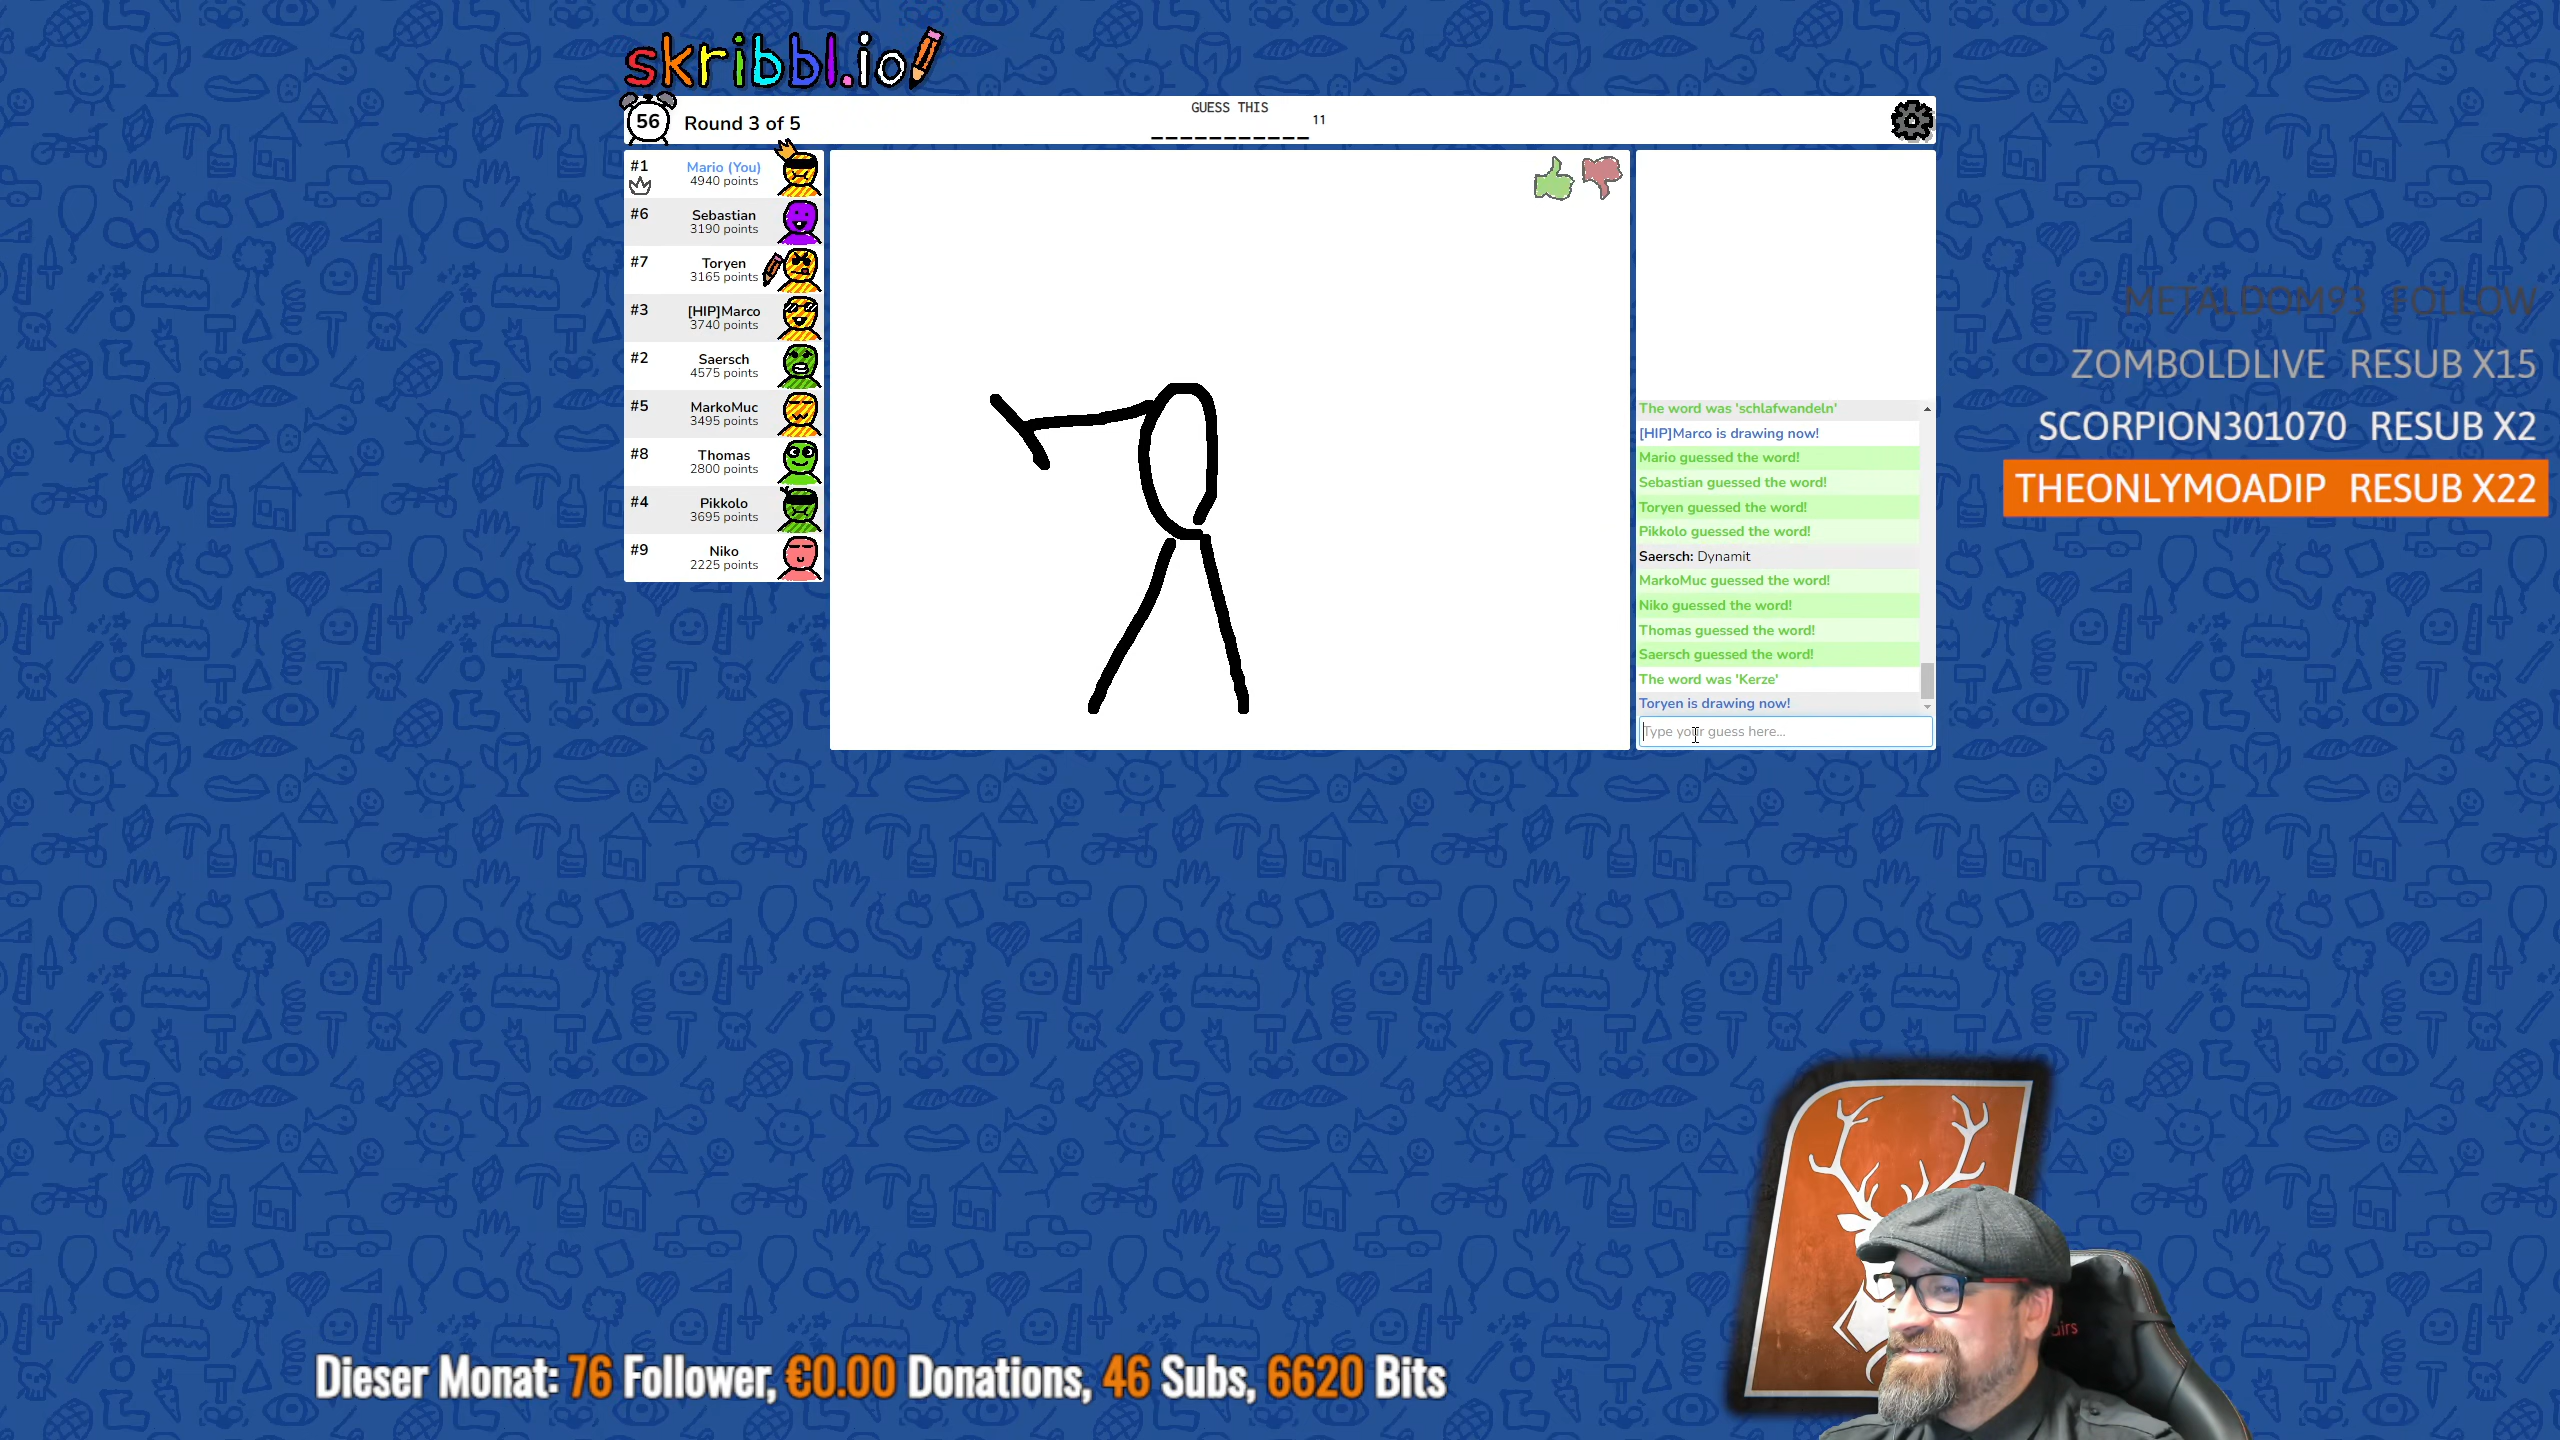 skribbl.io
56
Round 3 of 5
GUESS THIS
___________ 11
#1 Mario (You)
4940 points
#6 Sebastian
3190 points
#7 Toryen
3165 points
#3 [HIP]Marco
3740 points
#2 Saersch
4575 points
#5 MarkoMuc
3495 points
#8 Thomas
2800 points
#4 Pikkolo
3695 points
#9 Niko
2225 points
The word was 'schlafwandeln'
[HIP]Marco is drawing now!
Mario guessed the word!
Sebastian guessed the word!
Toryen guessed the word!
Pikkolo guessed the word!
Saersch: Dynamit
MarkoMuc guessed the word!
Niko guessed the word!
Thomas guessed the word!
Saersch guessed the word!
The word was 'Kerze'
Toryen is drawing now!
Type your guess here...
METALDOM93 FOLLOW
ZOMBOLDLIVE RESUB X15
SCORPION301070 RESUB X2
THEONLYMOADIP RESUB X22
Dieser Monat: 76 Follower, €0.00 Donations, 46 Subs, 6620 Bits